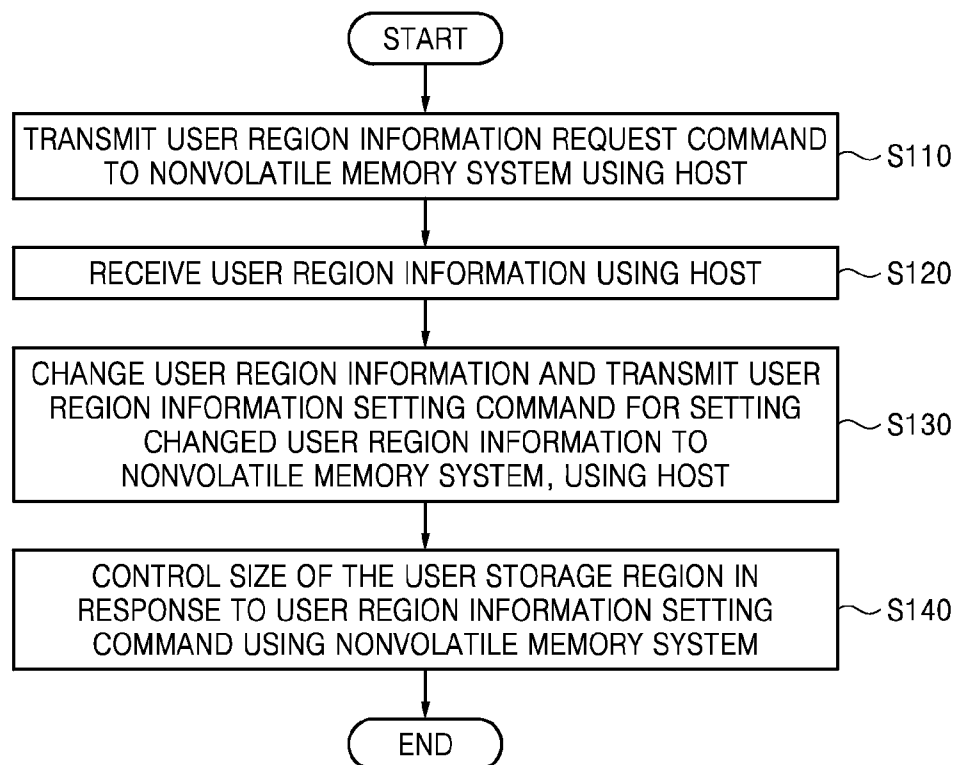 START
TRANSMIT USER REGION INFORMATION REQUEST COMMAND
TO NONVOLATILE MEMORY SYSTEM USING HOST
S110
RECEIVE USER REGION INFORMATION USING HOST
S120
CHANGE USER REGION INFORMATION AND TRANSMIT USER
REGION INFORMATION SETTING COMMAND FOR SETTING
CHANGED USER REGION INFORMATION TO
NONVOLATILE MEMORY SYSTEM, USING HOST
S130
CONTROL SIZE OF THE USER STORAGE REGION IN
RESPONSE TO USER REGION INFORMATION SETTING
COMMAND USING NONVOLATILE MEMORY SYSTEM
S140
END